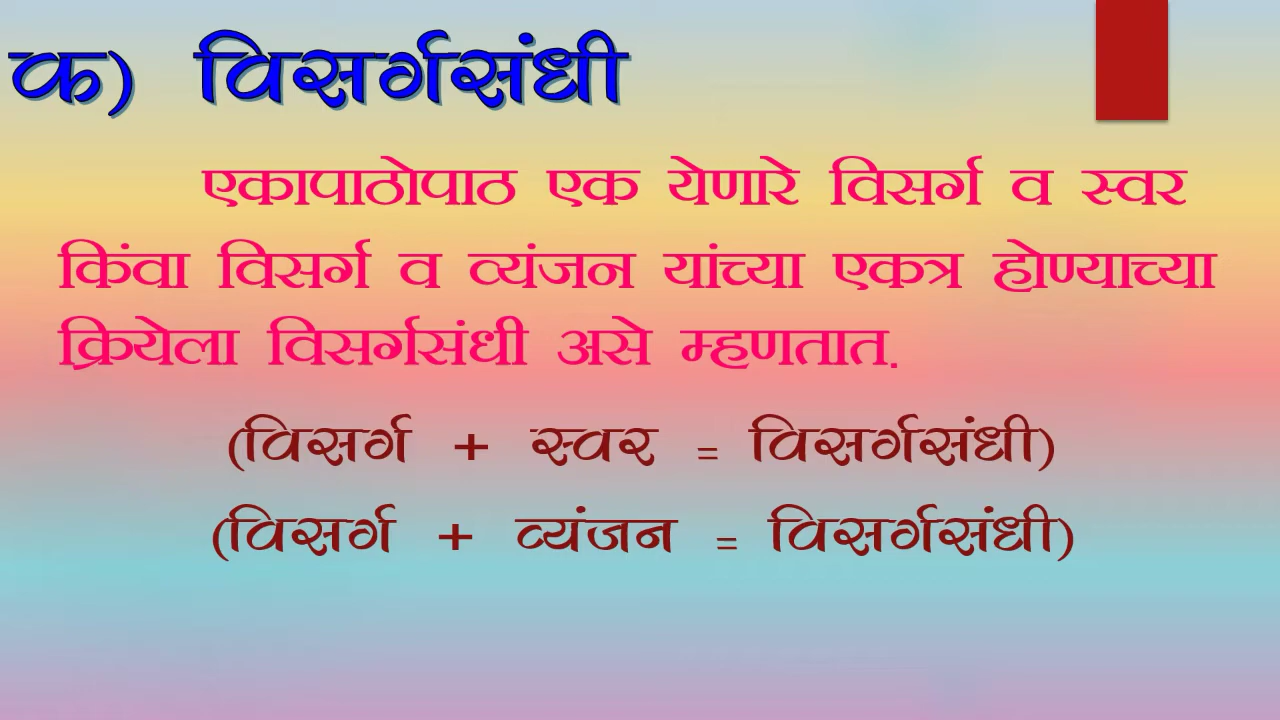 क) विसर्गसंधी
एकापाठोपाठ एक येणारे विसर्ग व स्वर
किंवा विसर्ग व व्यंजन यांच्या एकत्र होण्याच्या
क्रियेला विसर्गसंधी असे म्हणतात.
(विसर्ग + स्वर = विसर्गसंधी)
(विसर्ग + व्यंजन = विसर्गसंधी)